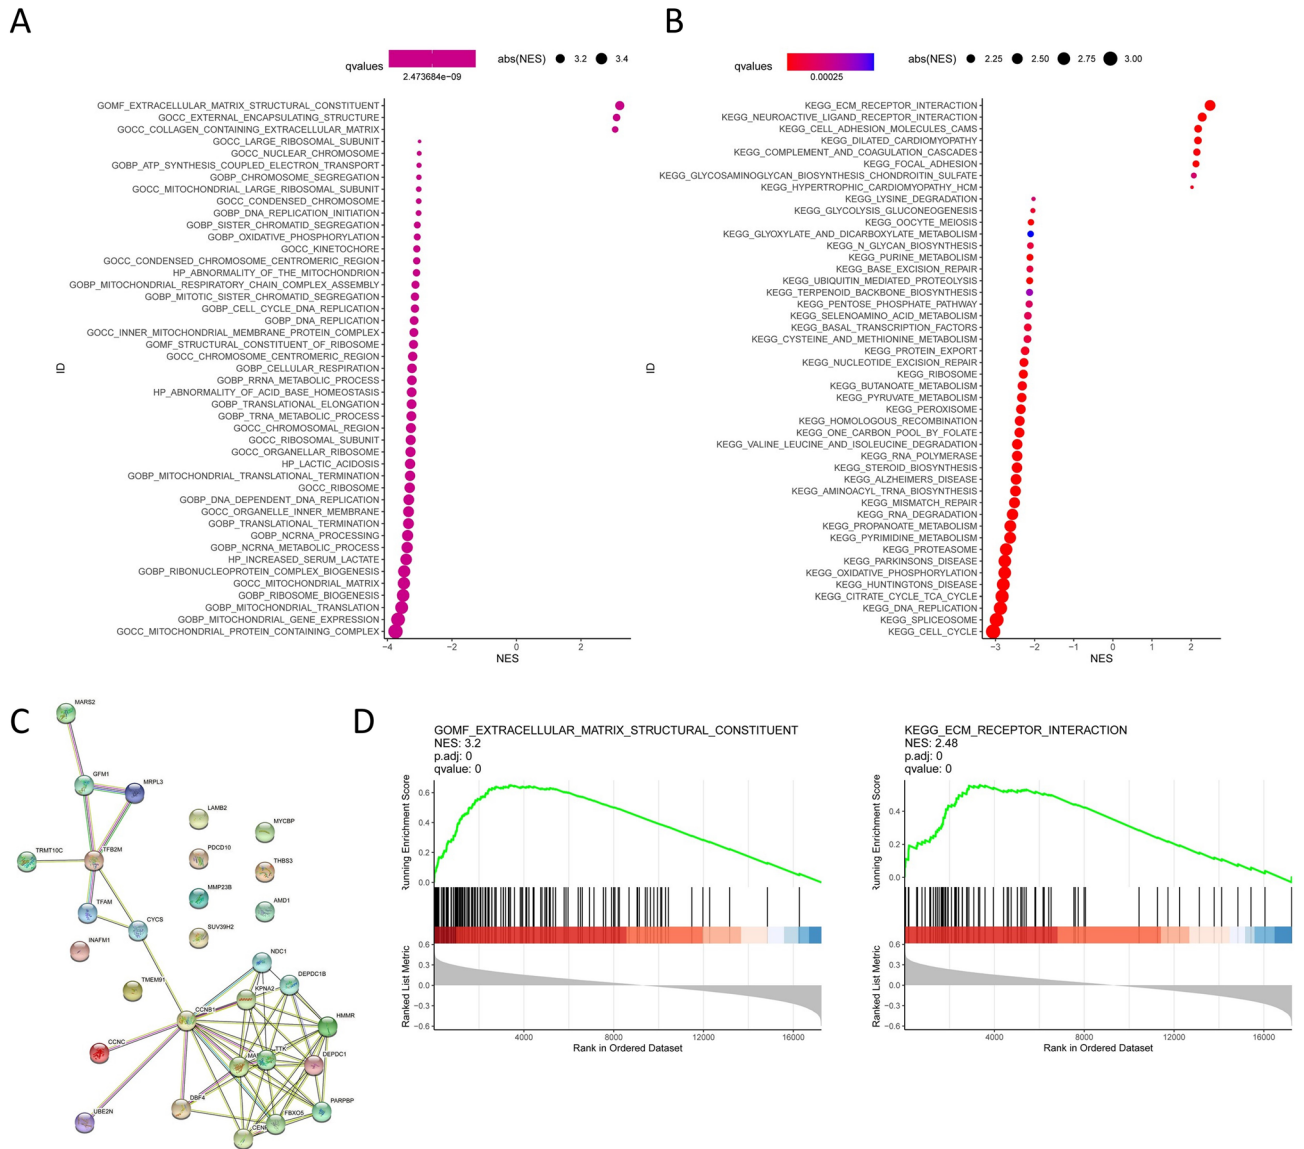 A
B
qvalues
2.473684e−09
abs(NES) 3.2 3.4
qvalues
0.00025
abs(NES) 2.25 2.50 2.75 3.00
GOMF_EXTRACELLULAR_MATRIX_STRUCTURAL_CONSTITUENT
GOCC_EXTERNAL_ENCAPSULATING_STRUCTURE
GOCC_COLLAGEN_CONTAINING_EXTRACELLULAR_MATRIX
GOCC_LARGE_RIBOSOMAL_SUBUNIT
GOCC_NUCLEAR_CHROMOSOME
GOBP_ATP_SYNTHESIS_COUPLED_ELECTRON_TRANSPORT
GOBP_CHROMOSOME_SEGREGATION
GOCC_MITOCHONDRIAL_LARGE_RIBOSOMAL_SUBUNIT
GOCC_CONDENSED_CHROMOSOME
GOBP_DNA_REPLICATION_INITIATION
GOBP_SISTER_CHROMATID_SEGREGATION
GOBP_OXIDATIVE_PHOSPHORYLATION
GOCC_KINETOCHORE
GOCC_CONDENSED_CHROMOSOME_CENTROMERIC_REGION
HP_ABNORMALITY_OF_THE_MITOCHONDRION
GOBP_MITOCHONDRIAL_RESPIRATORY_CHAIN_COMPLEX_ASSEMBLY
GOBP_MITOTIC_SISTER_CHROMATID_SEGREGATION
GOBP_CELL_CYCLE_DNA_REPLICATION
GOBP_DNA_REPLICATION
GOCC_INNER_MITOCHONDRIAL_MEMBRANE_PROTEIN_COMPLEX
GOMF_STRUCTURAL_CONSTITUENT_OF_RIBOSOME
GOCC_CHROMOSOME_CENTROMERIC_REGION
GOBP_CELLULAR_RESPIRATION
GOBP_RRNA_METABOLIC_PROCESS
HP_ABNORMALITY_OF_ACID_BASE_HOMEOSTASIS
GOBP_TRANSLATIONAL_ELONGATION
GOBP_TRNA_METABOLIC_PROCESS
GOCC_CHROMOSOMAL_REGION
GOCC_RIBOSOMAL_SUBUNIT
GOCC_ORGANELLAR_RIBOSOME
HP_LACTIC_ACIDOSIS
GOBP_MITOCHONDRIAL_TRANSLATIONAL_TERMINATION
GOCC_RIBOSOME
GOBP_DNA_DEPENDENT_DNA_REPLICATION
GOCC_ORGANELLE_INNER_MEMBRANE
GOBP_TRANSLATIONAL_TERMINATION
GOBP_NCRNA_PROCESSING
GOBP_NCRNA_METABOLIC_PROCESS
HP_INCREASED_SERUM_LACTATE
GOBP_RIBONUCLEOPROTEIN_COMPLEX_BIOGENESIS
GOCC_MITOCHONDRIAL_MATRIX
GOBP_RIBOSOME_BIOGENESIS
GOBP_MITOCHONDRIAL_TRANSLATION
GOBP_MITOCHONDRIAL_GENE_EXPRESSION
GOCC_MITOCHONDRIAL_PROTEIN_CONTAINING_COMPLEX
ID
−4 −2 0 2
NES
KEGG_ECM_RECEPTOR_INTERACTION
KEGG_NEUROACTIVE_LIGAND_RECEPTOR_INTERACTION
KEGG_CELL_ADHESION_MOLECULES_CAMS
KEGG_DILATED_CARDIOMYOPATHY
KEGG_COMPLEMENT_AND_COAGULATION_CASCADES
KEGG_FOCAL_ADHESION
KEGG_GLYCOSAMINOGLYCAN_BIOSYNTHESIS_CHONDROITIN_SULFATE
KEGG_HYPERTROPHIC_CARDIOMYOPATHY_HCM
KEGG_LYSINE_DEGRADATION
KEGG_GLYCOLYSIS_GLUCONEOGENESIS
KEGG_OOCYTE_MEIOSIS
KEGG_GLYOXYLATE_AND_DICARBOXYLATE_METABOLISM
KEGG_N_GLYCAN_BIOSYNTHESIS
KEGG_PURINE_METABOLISM
KEGG_BASE_EXCISION_REPAIR
KEGG_UBIQUITIN_MEDIATED_PROTEOLYSIS
KEGG_TERPENOID_BACKBONE_BIOSYNTHESIS
KEGG_PENTOSE_PHOSPHATE_PATHWAY
KEGG_SELENOAMINO_ACID_METABOLISM
KEGG_BASAL_TRANSCRIPTION_FACTORS
KEGG_CYSTEINE_AND_METHIONINE_METABOLISM
KEGG_PROTEIN_EXPORT
KEGG_NUCLEOTIDE_EXCISION_REPAIR
KEGG_RIBOSOME
KEGG_BUTANOATE_METABOLISM
KEGG_PYRUVATE_METABOLISM
KEGG_PEROXISOME
KEGG_HOMOLOGOUS_RECOMBINATION
KEGG_ONE_CARBON_POOL_BY_FOLATE
KEGG_VALINE_LEUCINE_AND_ISOLEUCINE_DEGRADATION
KEGG_RNA_POLYMERASE
KEGG_STEROID_BIOSYNTHESIS
KEGG_ALZHEIMERS_DISEASE
KEGG_AMINOACYL_TRNA_BIOSYNTHESIS
KEGG_MISMATCH_REPAIR
KEGG_RNA_DEGRADATION
KEGG_PROPANOATE_METABOLISM
KEGG_PYRIMIDINE_METABOLISM
KEGG_PROTEASOME
KEGG_PARKINSONS_DISEASE
KEGG_OXIDATIVE_PHOSPHORYLATION
KEGG_HUNTINGTONS_DISEASE
KEGG_CITRATE_CYCLE_TCA_CYCLE
KEGG_DNA_REPLICATION
KEGG_SPLICEOSOME
KEGG_CELL_CYCLE
ID
−3 −2 −1 0 1 2
NES
C
MARS2
GFM1
MRPL3
LAMB2
MYCBP
TRMT10C
TFB2M
PDCD10
THBS3
MMP23B
TFAM
AMD1
CYCS
SUV39H2
INAFM1
NDC1
TMEM91
DEPDC1B
KPNA2
CCNB1
HMMR
CCNC
TTK
DEPDC1
DBF4
PARPBP
UBE2N
FBXO5
D
GOMF_EXTRACELLULAR_MATRIX_STRUCTURAL_CONSTITUENT
NES: 3.2
p.adj: 0
qvalue: 0
Running Enrichment Score
0.6
0.4
0.2
0.0
Ranked List Metric
0.6
0.3
0.0
−0.3
−0.6
4000 8000 12000 16000
Rank in Ordered Dataset
KEGG_ECM_RECEPTOR_INTERACTION
NES: 2.48
p.adj: 0
qvalue: 0
Running Enrichment Score
0.4
0.2
0.0
Ranked List Metric
0.6
0.3
0.0
−0.3
−0.6
4000 8000 12000 16000
Rank in Ordered Dataset